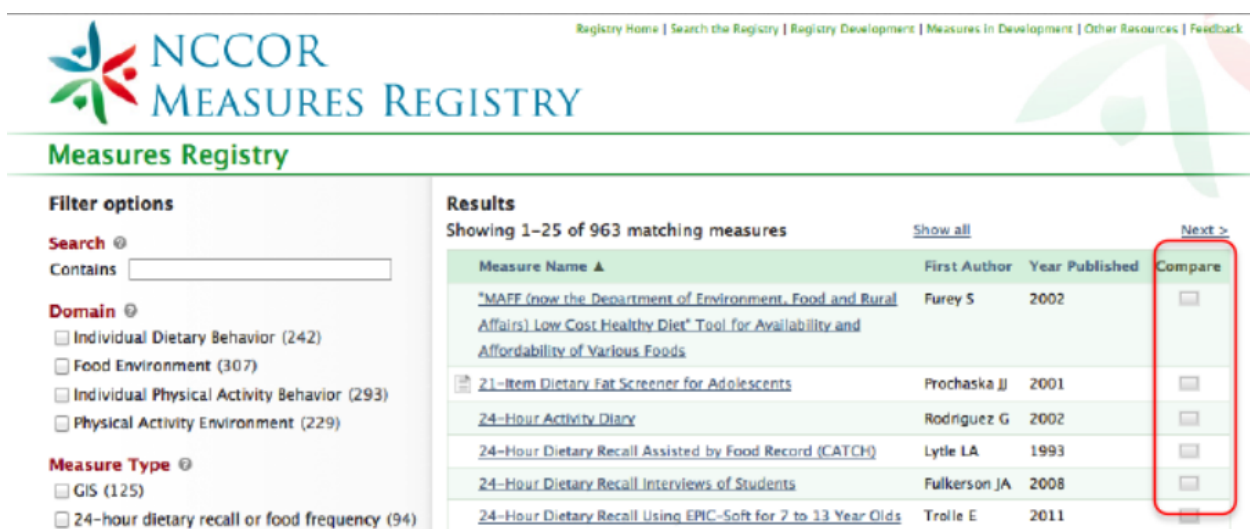 Registry Home | Search the Registry | Registry Development | Measures in Development | Other Resources | Feedback
NCCOR
MEASURES REGISTRY
Measures Registry
Filter options
Search
Contains
Domain
Individual Dietary Behavior (242)
Food Environment (307)
Individual Physical Activity Behavior (293)
Physical Activity Environment (229)
Measure Type
GIS (125)
24-hour dietary recall or food frequency (94)
Results
Showing 1-25 of 963 matching measures Show all Next >
Measure Name ▲ First Author Year Published Compare
"MAFF (now the Department of Environment, Food and Rural Furey S 2002
Affairs) Low Cost Healthy Diet" Tool for Availability and
Affordability of Various Foods
21-Item Dietary Fat Screener for Adolescents Prochaska JJ 2001
24-Hour Activity Diary Rodriguez G 2002
24-Hour Dietary Recall Assisted by Food Record (CATCH) Lytle LA 1993
24-Hour Dietary Recall Interviews of Students Fulkerson JA 2008
24-Hour Dietary Recall Using EPIC-Soft for 7 to 13 Year Olds Trolle E 2011